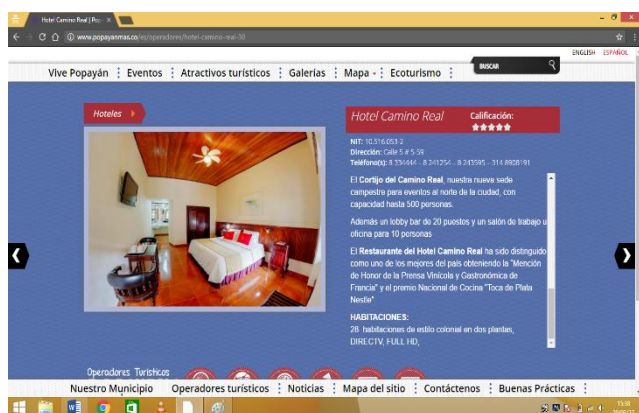 Hotel Camino Real | Pop
www.popayanmas.co/es/operadores/hotel-camino-real-30
ENGLISH ESPAÑOL
Vive Popayán Eventos Atractivos turísticos Galerías Mapa Ecoturismo
BUSCAR
Hoteles
Hotel Camino Real
Calificación:
NIT: 10.516.053-2
Dirección: Calle 5 # 5-59
Teléfono(s): 8 334444 - 8 241254 - 8 243595 - 314 8908191
El Cortijo del Camino Real, nuestra nueva sede
campestre para eventos al norte de la ciudad, con
capacidad hasta 500 personas.
Además un lobby bar de 20 puestos y un salón de trabajo u
oficina para 10 personas
El Restaurante del Hotel Camino Real ha sido distinguido
como uno de los mejores del país obteniendo la "Mención
de Honor de la Prensa Vinícola y Gastronómica de
Francia" y el premio Nacional de Cocina "Toca de Plata
Nestle"
HABITACIONES:
28 habitaciones de estilo colonial en dos plantas,
DIRECTV, FULL HD,
Operadores Turísticos
Nuestro Municipio Operadores turísticos Noticias Mapa del sitio Contáctenos Buenas Prácticas